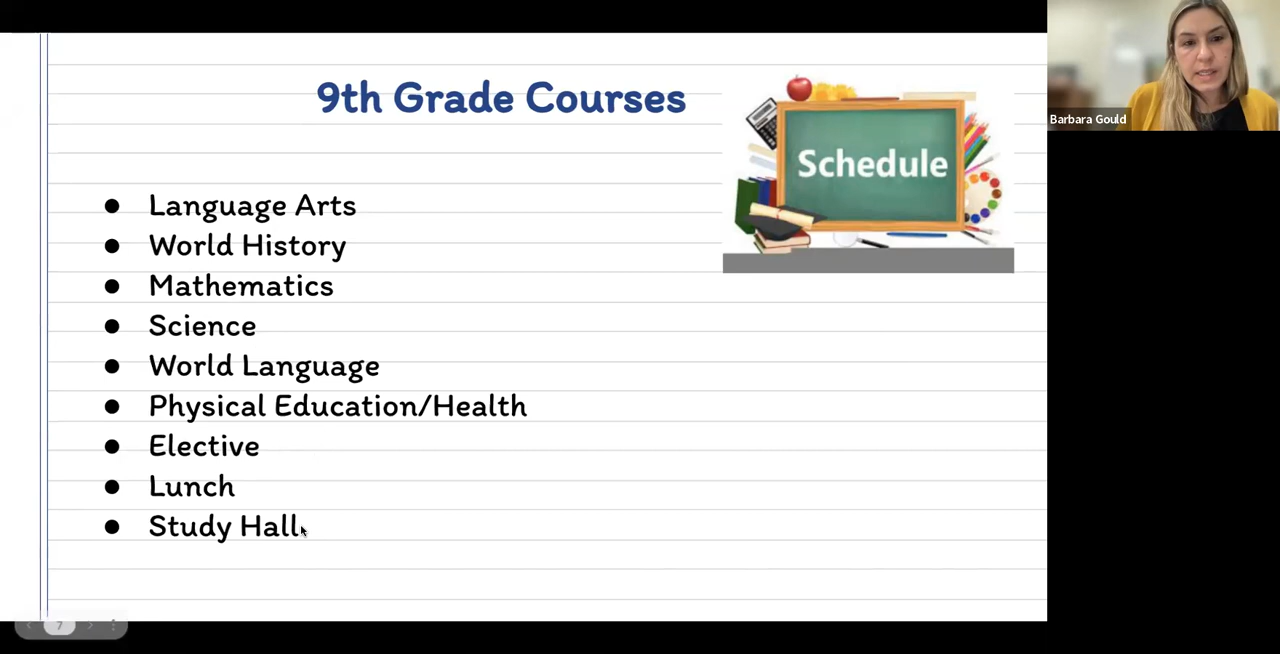 9th Grade Courses
Schedule
Language Arts
World History
Mathematics
Science
World Language
Physical Education/Health
Elective
Lunch
Study Hall
Barbara Gould
7